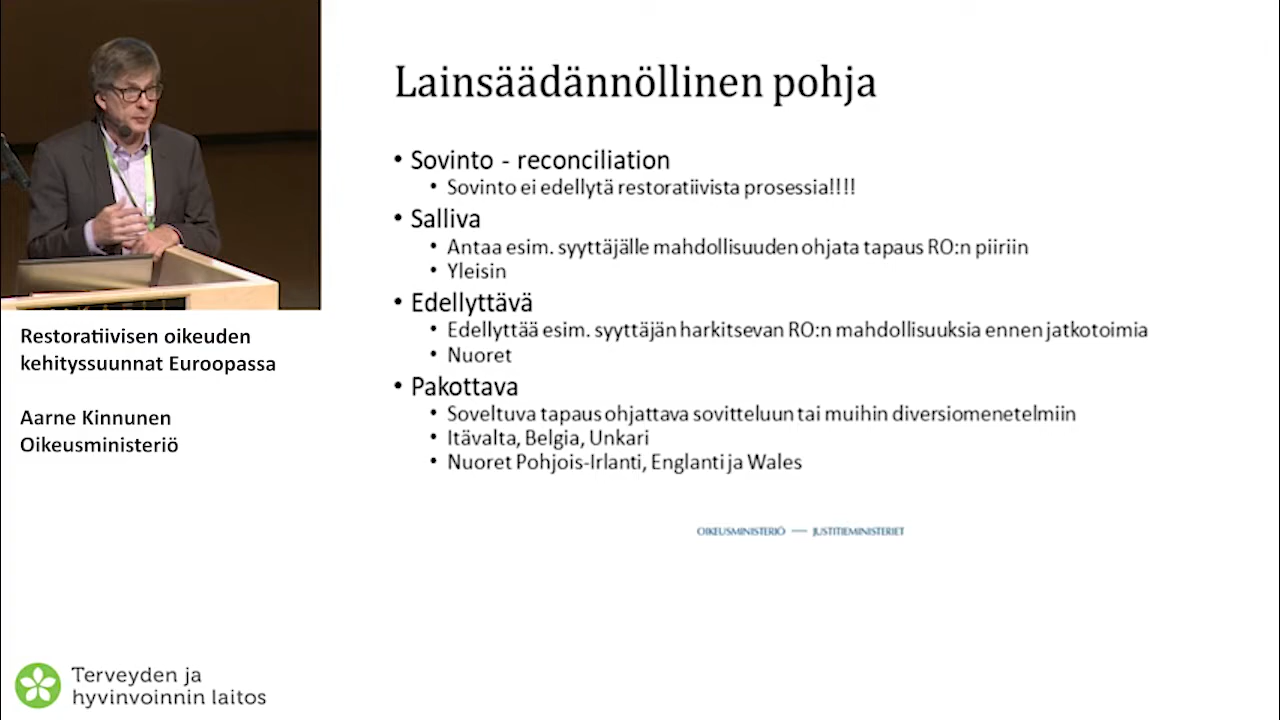 Lainsäädännöllinen pohja
• Sovinto - reconciliation
• Sovinto ei edellytä restoratiivista prosessia!!!!
• Salliva
• Antaa esim. syyttäjälle mahdollisuuden ohjata tapaus RO:n piiriin
• Yleisin
• Edellyttävä
• Edellyttää esim. syyttäjän harkitsevan RO:n mahdollisuuksia ennen jatkotoimia
• Nuoret
• Pakottava
• Soveltuva tapaus ohjattava sovitteluun tai muihin diversiomenetelmiin
• Itävalta, Belgia, Unkari
• Nuoret Pohjois-Irlanti, Englanti ja Wales
OIKEUSMINISTERIÖ — JUSTITIEMINISTERIET
Restoratiivisen oikeuden
kehityssuunnat Euroopassa
Aarne Kinnunen
Oikeusministeriö
Terveyden ja
hyvinvoinnin laitos